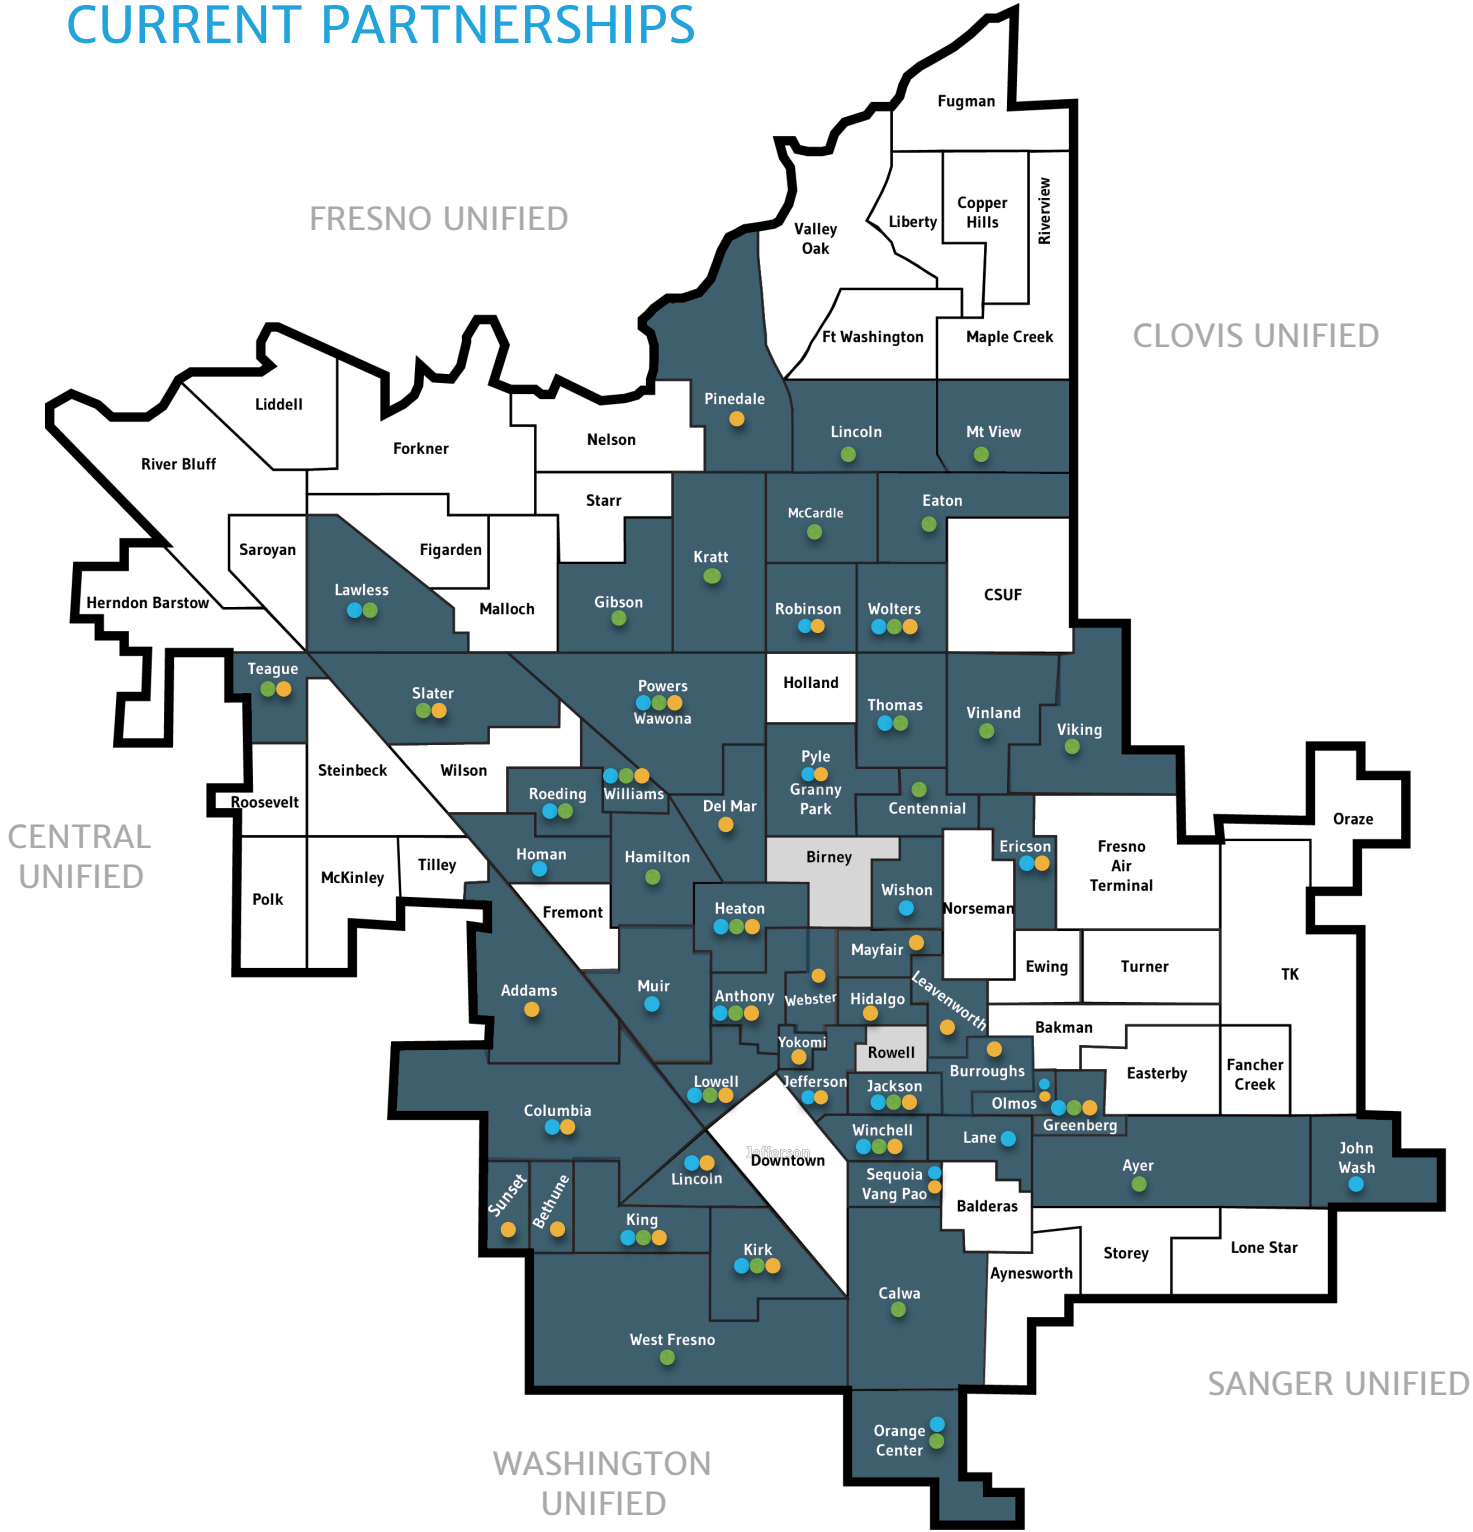 CURRENT PARTNERSHIPS
Fugman
Riverview
Copper
Hills
FRESNO UNIFIED
Liberty
Valley
Oak
CLOVIS UNIFIED
Ft Washington
Maple Creek
Pinedale
Liddell
Lincoln
Mt View
Nelson
Forkner
River Bluff
Starr
Eaton
McCardle
Saroyan
Figarden
Kratt
Lawless
CSUF
Herndon Barstow
Gibson
Malloch
Robinson
Wolters
Teague
Holland
Powers
Wawona
Slater
Thomas
Vinland
Viking
Pyle
Granny
Park
Steinbeck
Wilson
Roeding
Williams
Roosevelt
Del Mar
Centennial
Oraze
CENTRAL
UNIFIED
Ericson
Fresno
Air
Terminal
Homan
Hamilton
Birney
Tilley
McKinley
Wishon
Polk
Fremont
Heaton
Norseman
Mayfair
Ewing
Turner
TK
Addams
Muir
Anthony
Webster
Hidalgo
Leavenworth
Bakman
Yokomi
Rowell
Burroughs
Easterby
Fancher
Creek
Lowell
Jefferson
Jackson
Olmos
Columbia
Greenberg
Winchell
Lane
Jefferson
Downtown
John
Wash
Ayer
Lincoln
Sequoia
Vang Pao
Sunset
Bethune
Balderas
King
Kirk
Storey
Lone Star
Aynesworth
Calwa
West Fresno
SANGER UNIFIED
Orange
Center
WASHINGTON
UNIFIED